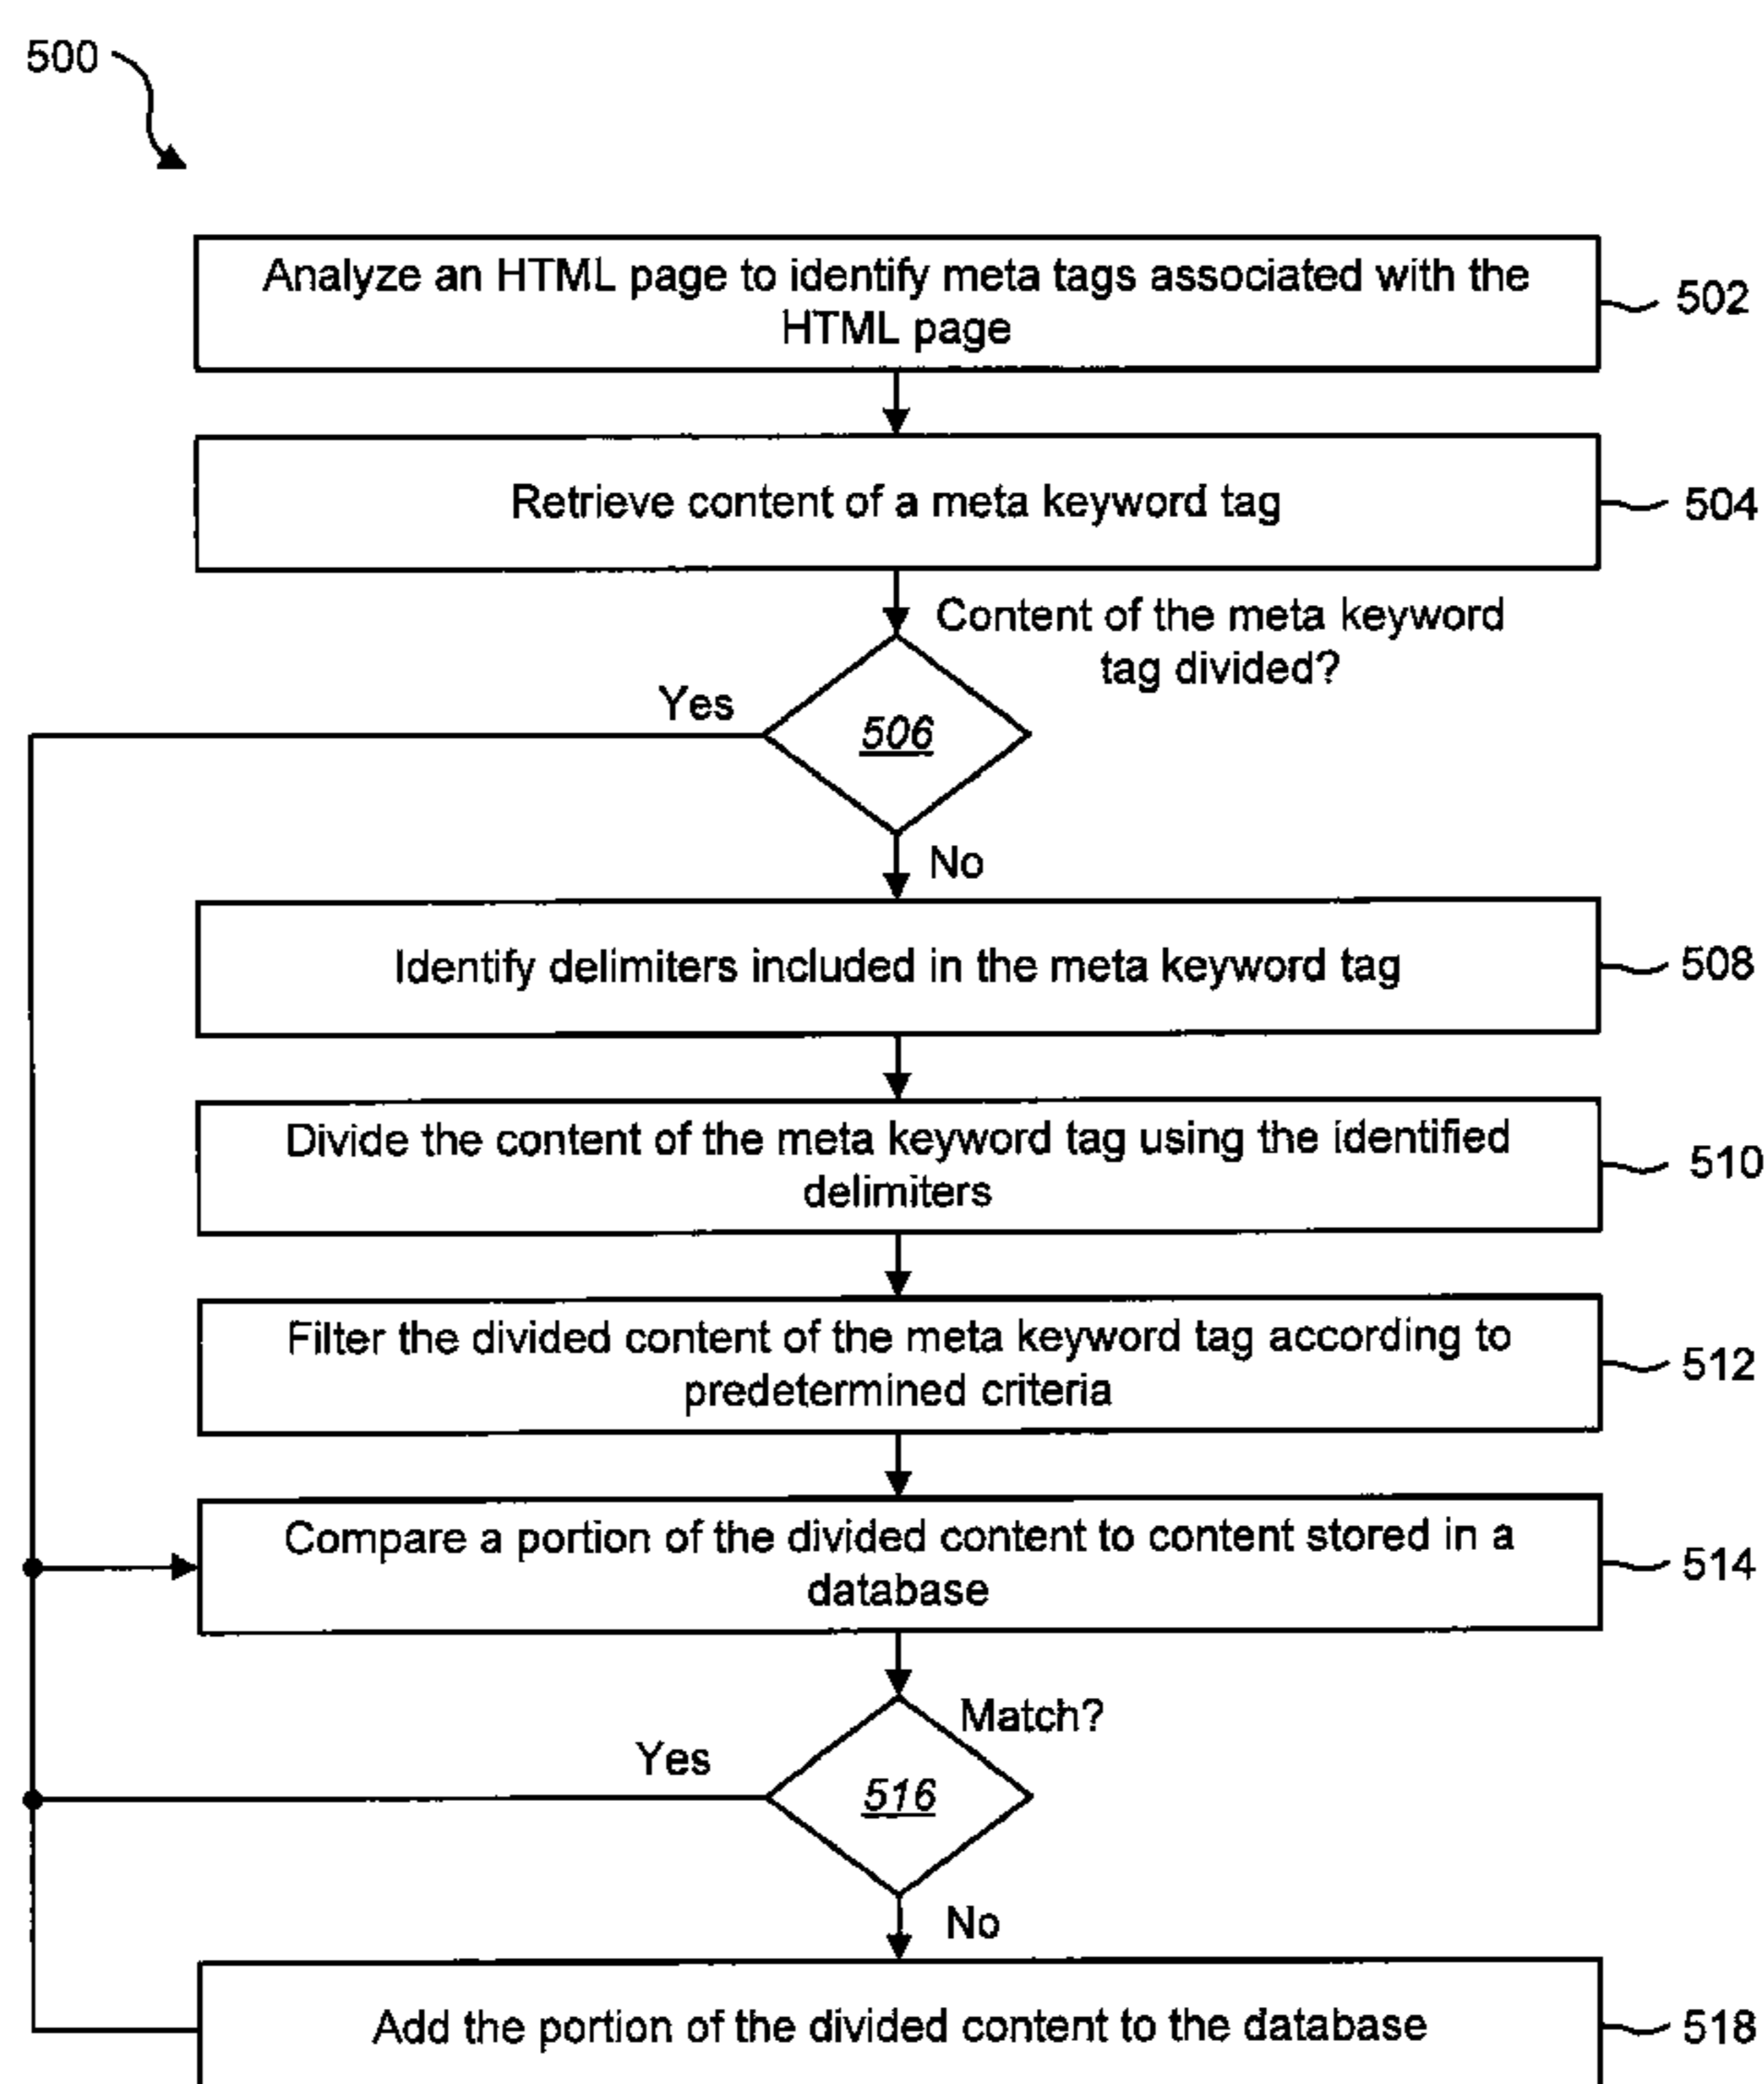 500
Analyze an HTML page to identify meta tags associated with the
HTML page
502
Retrieve content of a meta keyword tag
504
Content of the meta keyword
tag divided?
Yes
506
No
Identify delimiters included in the meta keyword tag
508
Divide the content of the meta keyword tag using the identified
delimiters
510
Filter the divided content of the meta keyword tag according to
predetermined criteria
512
Compare a portion of the divided content to content stored in a
database
514
Match?
Yes
516
No
Add the portion of the divided content to the database
518